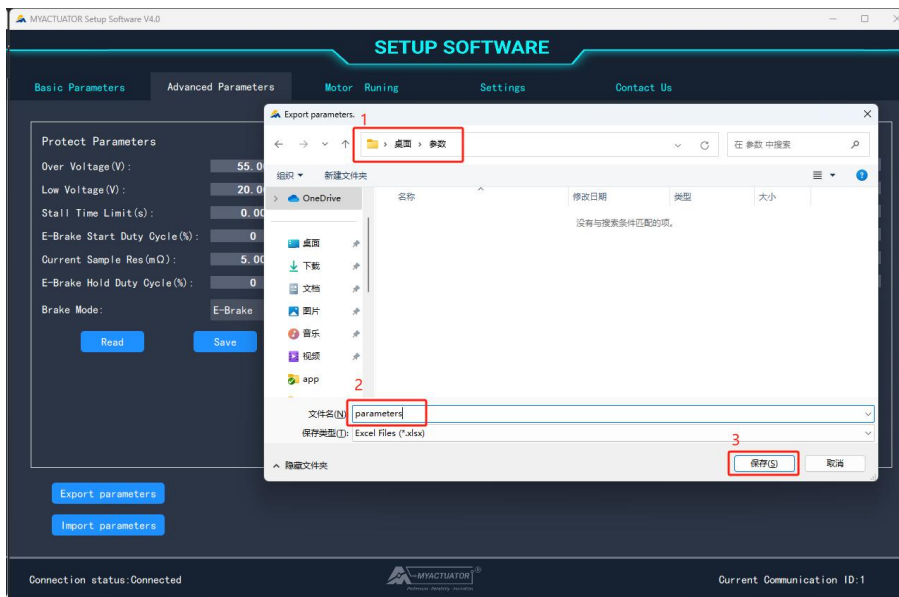 MYACTUATOR Setup Software V4.0
SETUP SOFTWARE
Basic Parameters Advanced Parameters Motor Runing Settings Contact Us
Export parameters.
1
桌面 › 参数
在 参数 中搜索
组织 新建文件夹
OneDrive
桌面
下载
文档
图片
音乐
视频
app
名称 修改日期 类型 大小
没有与搜索条件匹配的项。
2
文件名(N): parameters
保存类型(T): Excel Files (*.xlsx)
3
隐藏文件夹
保存(S) 取消
Protect Parameters
Over Voltage(V): 55.0
Low Voltage(V): 20.0
Stall Time Limit(s): 0.00
E-Brake Start Duty Cycle(%): 0
Current Sample Res(mΩ): 5.00
E-Brake Hold Duty Cycle(%): 0
Brake Mode: E-Brake
Read Save
Export parameters
Import parameters
Connection status:Connected
MYACTUATOR
Current Communication ID:1